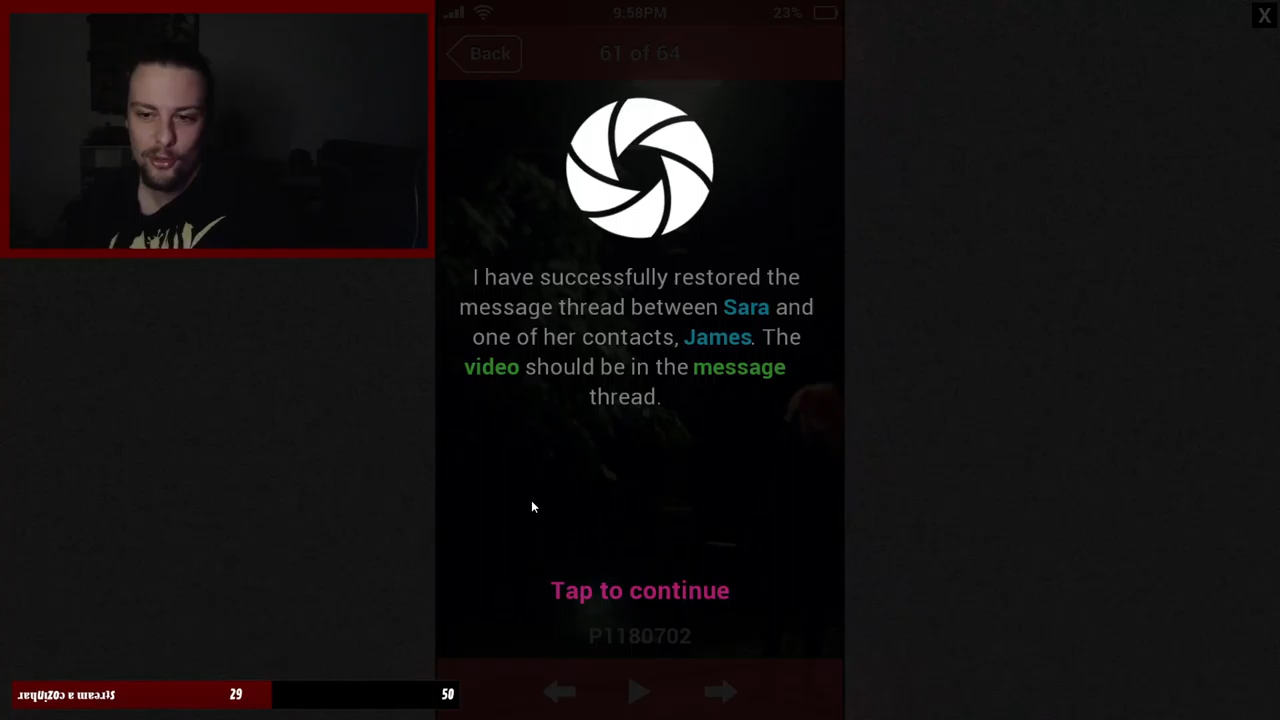 9:58PM
23%
X
Back
61 of 64
I have successfully restored the
message thread between Sara and
one of her contacts, James. The
video should be in the message
thread.
Tap to continue
P1180702
29
50